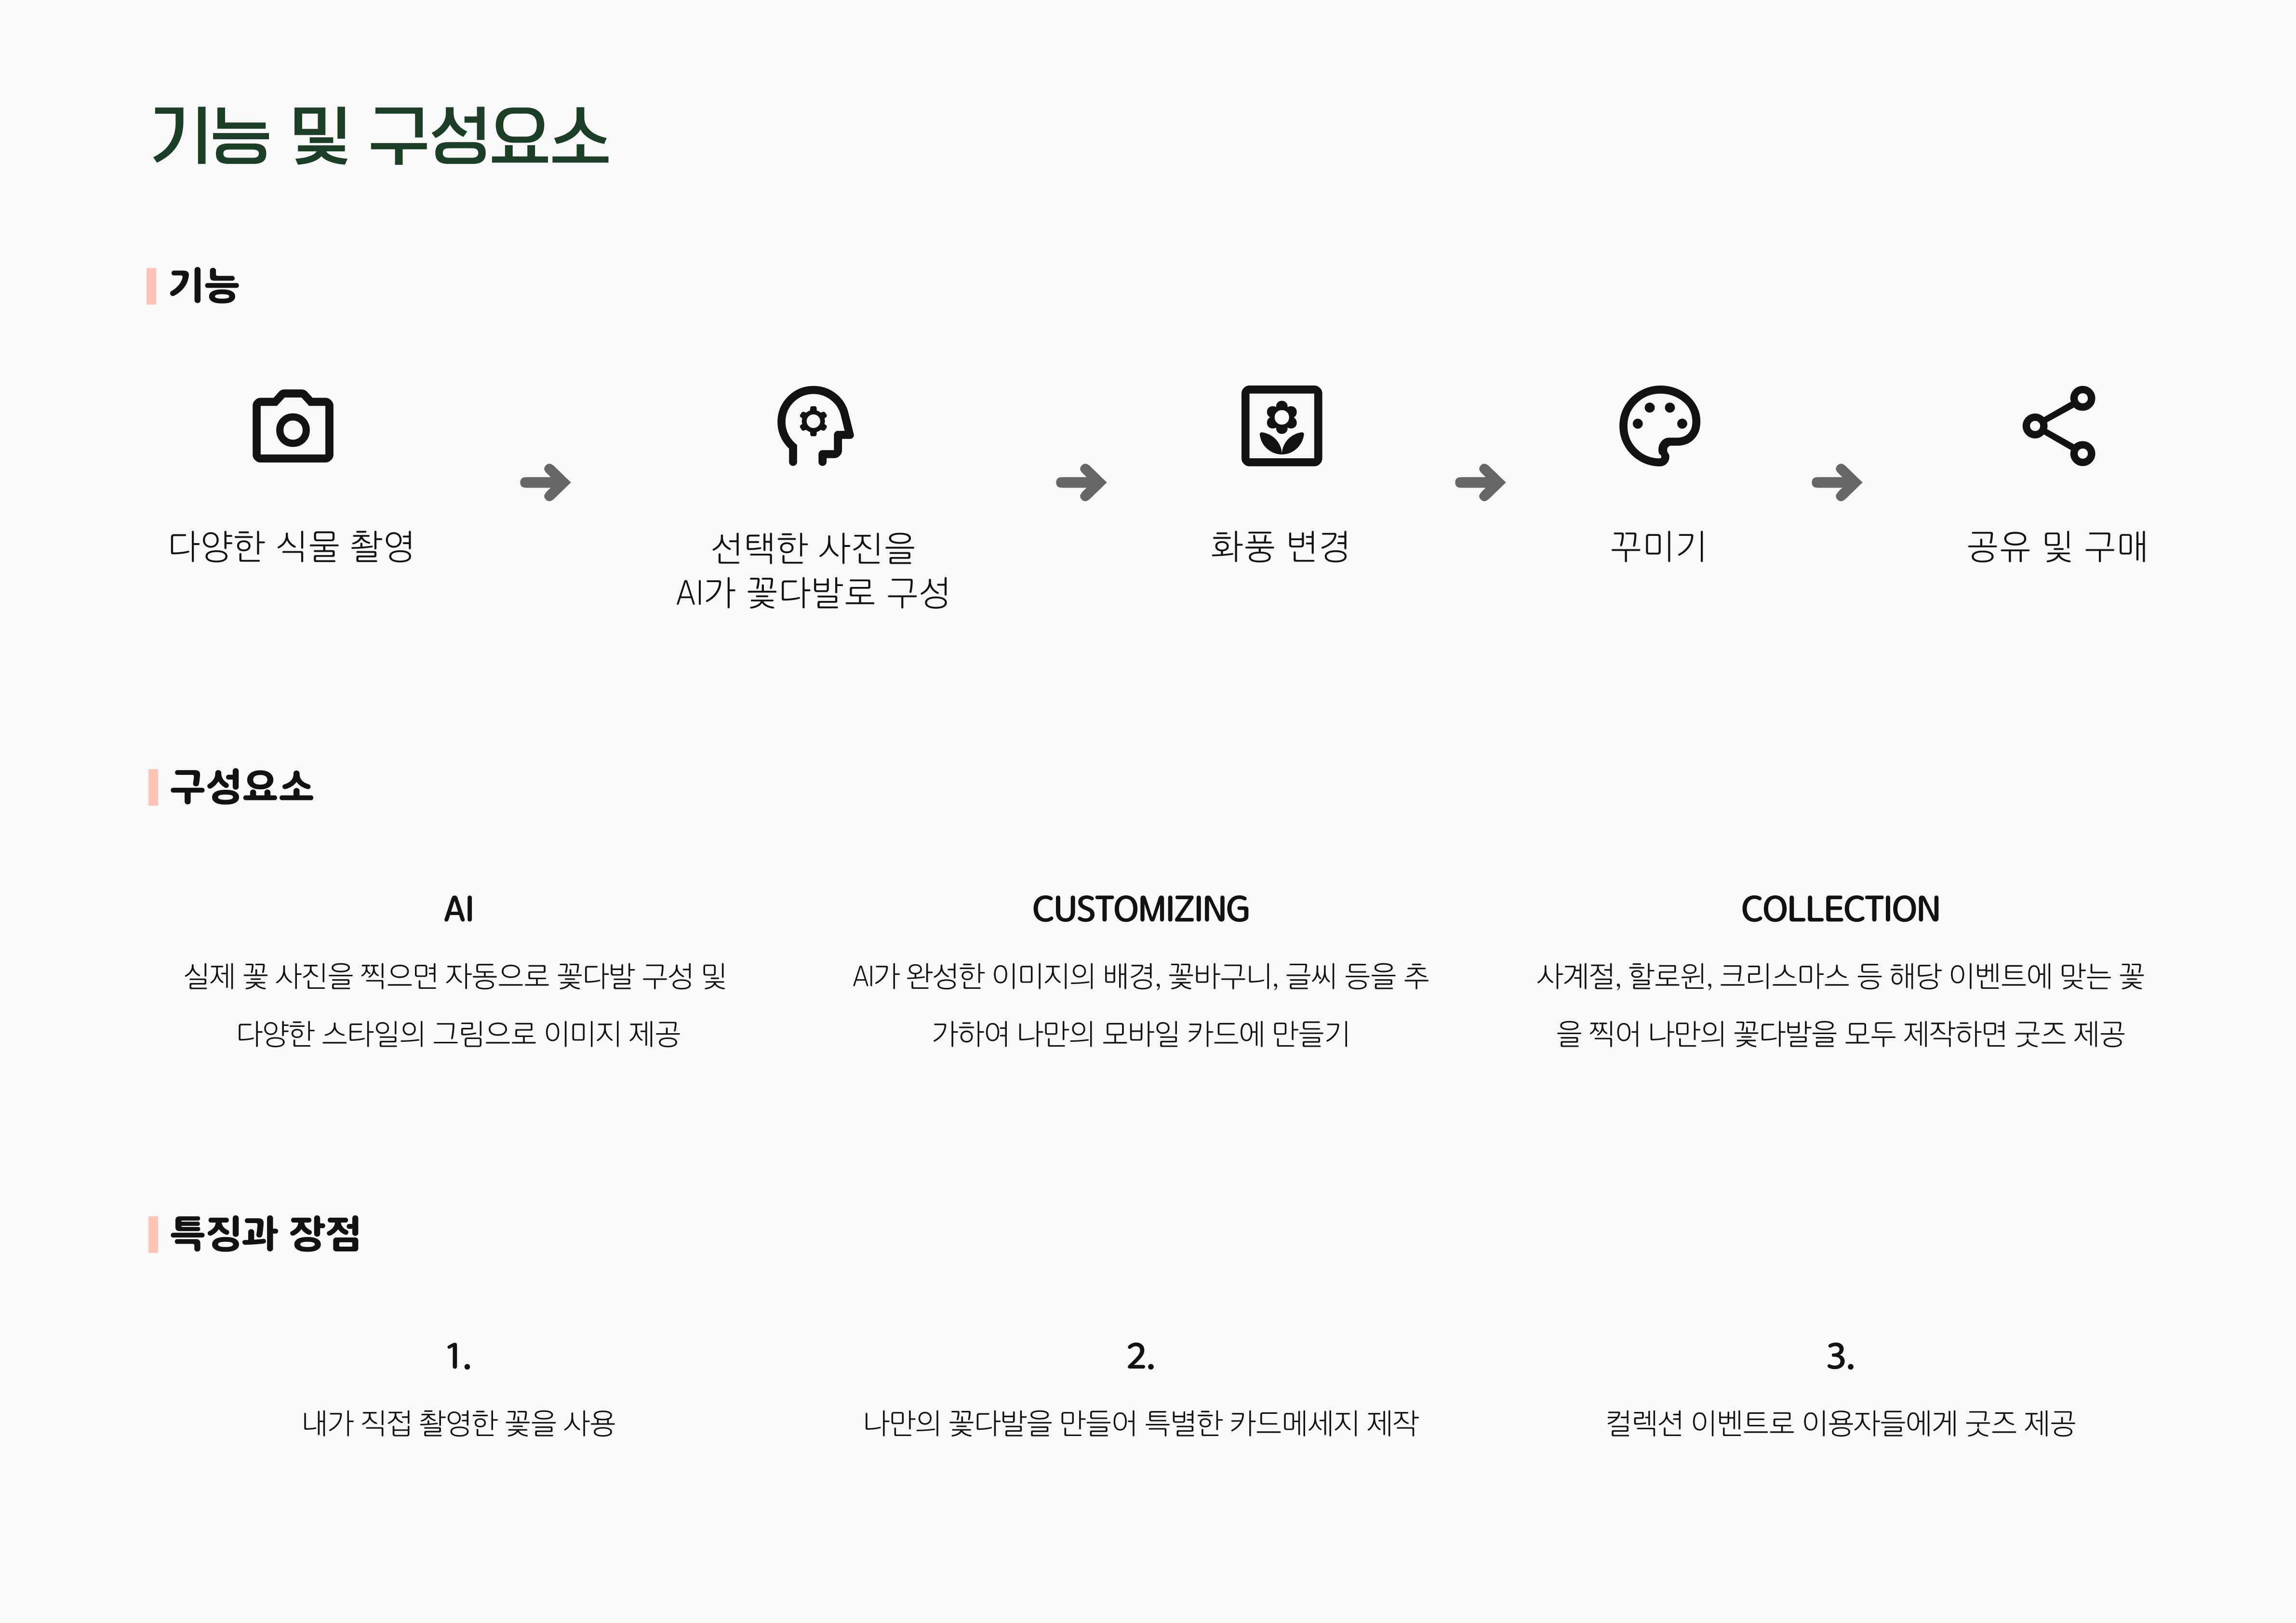 기능 및 구성요소
기능
다양한 식물 촬영
선택한 사진을
AI가 꽃다발로 구성
화풍 변경
꾸미기
공유 및 구매
구성요소
AI
실제 꽃 사진을 찍으면 자동으로 꽃다발 구성 및
다양한 스타일의 그림으로 이미지 제공
CUSTOMIZING
AI가 완성한 이미지의 배경, 꽃바구니, 글씨 등을 추
가하여 나만의 모바일 카드에 만들기
COLLECTION
사계절, 할로윈, 크리스마스 등 해당 이벤트에 맞는 꽃
을 찍어 나만의 꽃다발을 모두 제작하면 굿즈 제공
특징과 장점
1.
내가 직접 촬영한 꽃을 사용
2.
나만의 꽃다발을 만들어 특별한 카드메세지 제작
3.
컬렉션 이벤트로 이용자들에게 굿즈 제공